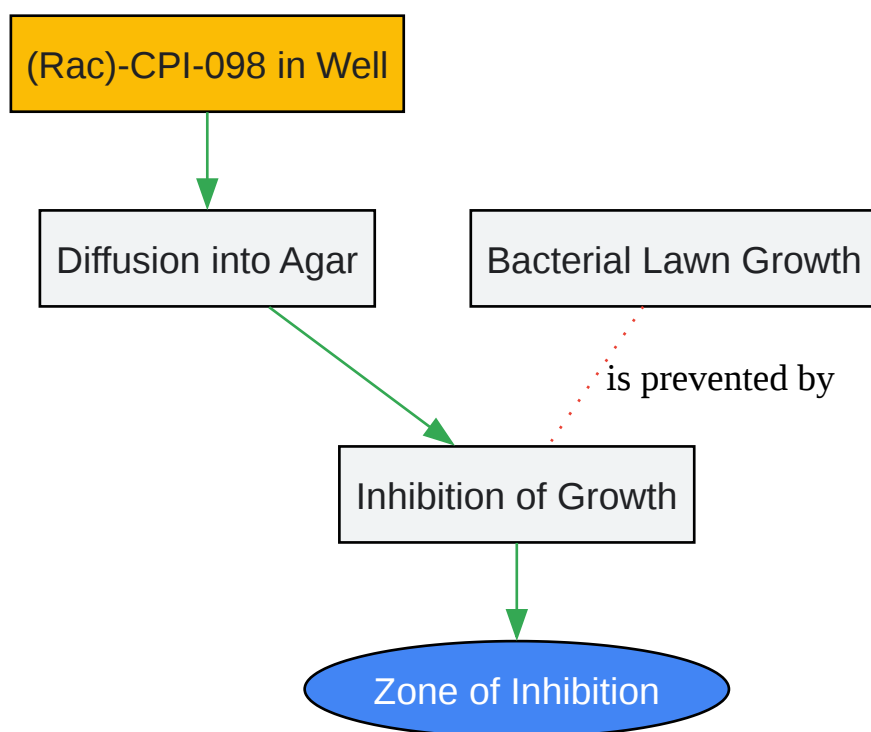 (Rac)-CPI-098 in Well
Diffusion into Agar
Bacterial Lawn Growth
is prevented by
Inhibition of Growth
Zone of Inhibition